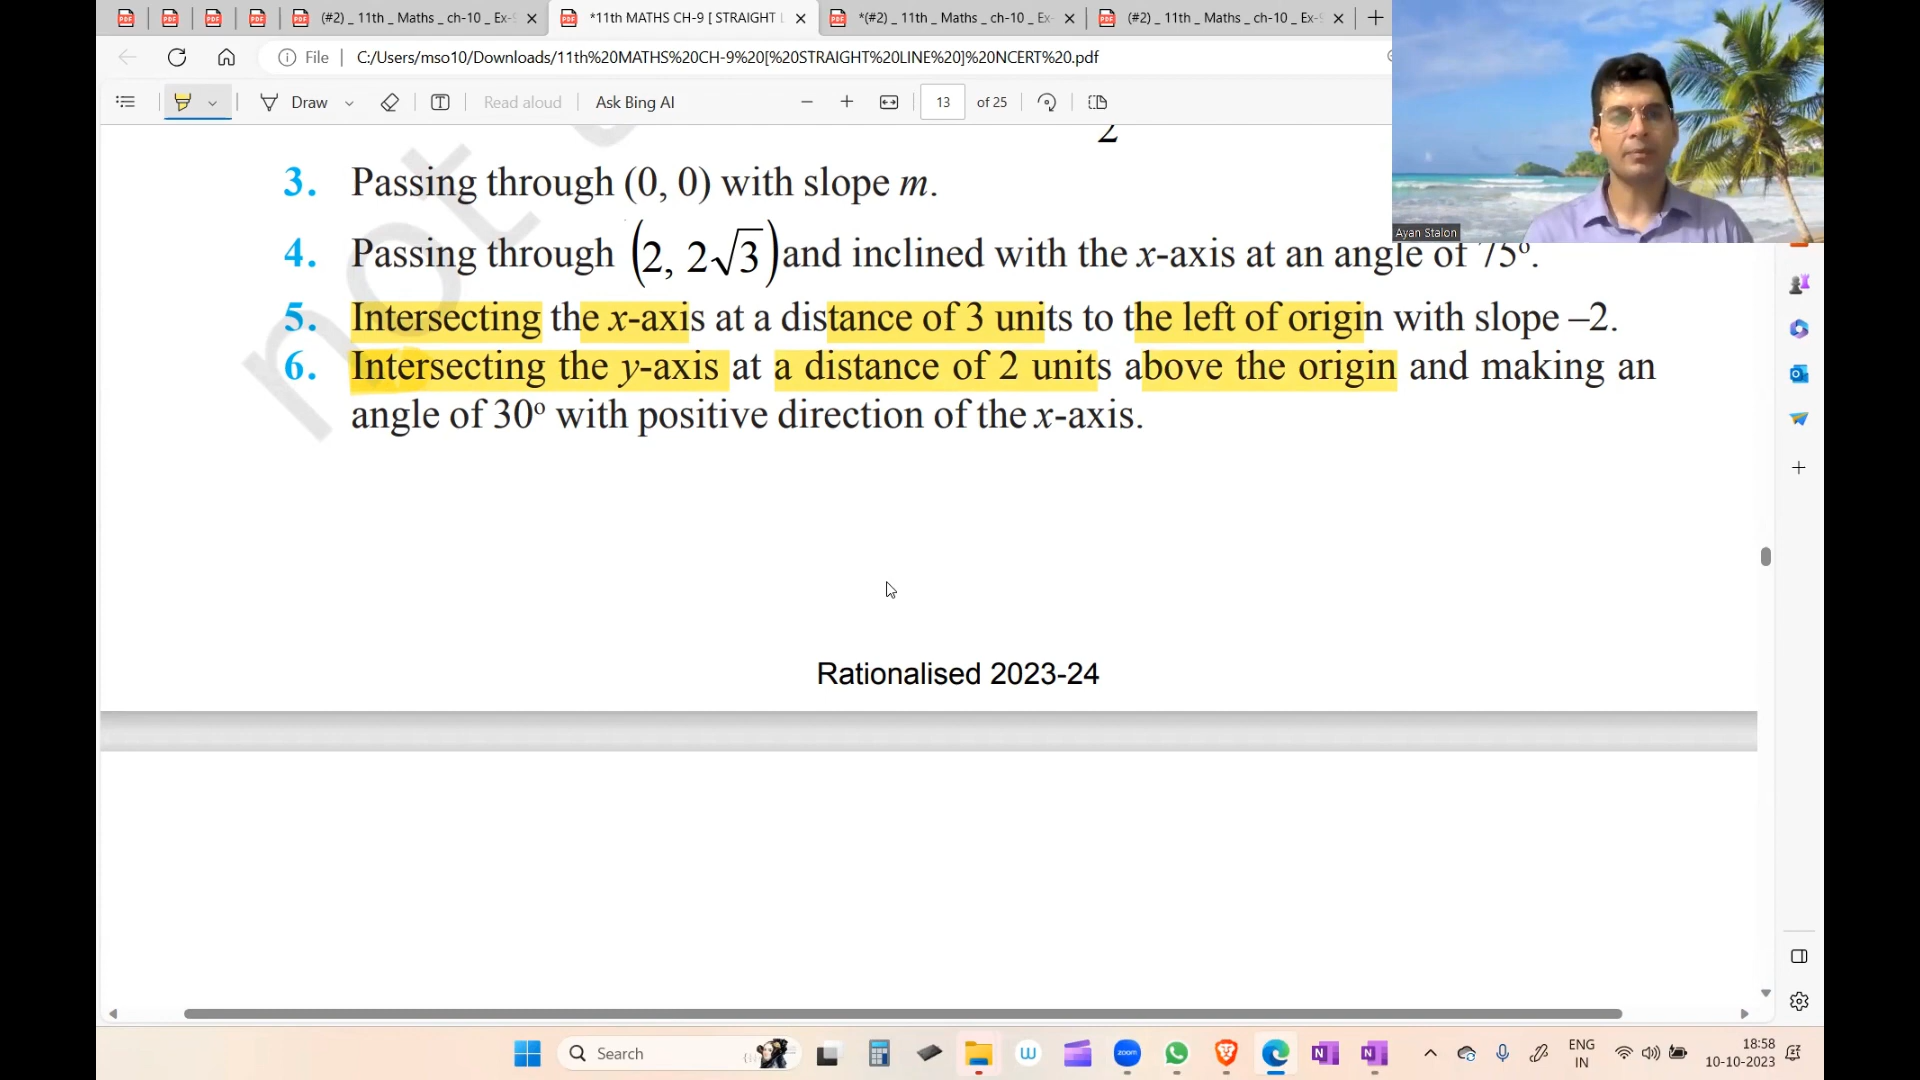 (#2) _ 11th _ Maths _ ch-10 _ Ex-
*11th MATHS CH-9 [ STRAIGHT
*(#2) _ 11th _ Maths _ ch-10 _ Ex-
(#2) _ 11th _ Maths _ ch-10 _ Ex-
File
C:/Users/mso10/Downloads/11th%20MATHS%20CH-9%20[%20STRAIGHT%20LINE%20]%20NCERT%20.pdf
Draw
Read aloud
Ask Bing AI
13 of 25
Ayan Stalon
2
3. Passing through (0, 0) with slope m.
4. Passing through (2, 2√3) and inclined with the x-axis at an angle of 75º.
5. Intersecting the x-axis at a distance of 3 units to the left of origin with slope –2.
6. Intersecting the y-axis at a distance of 2 units above the origin and making an
angle of 30º with positive direction of the x-axis.
not
Rationalised 2023-24
Search
zoom
ENG
IN
18:58
10-10-2023